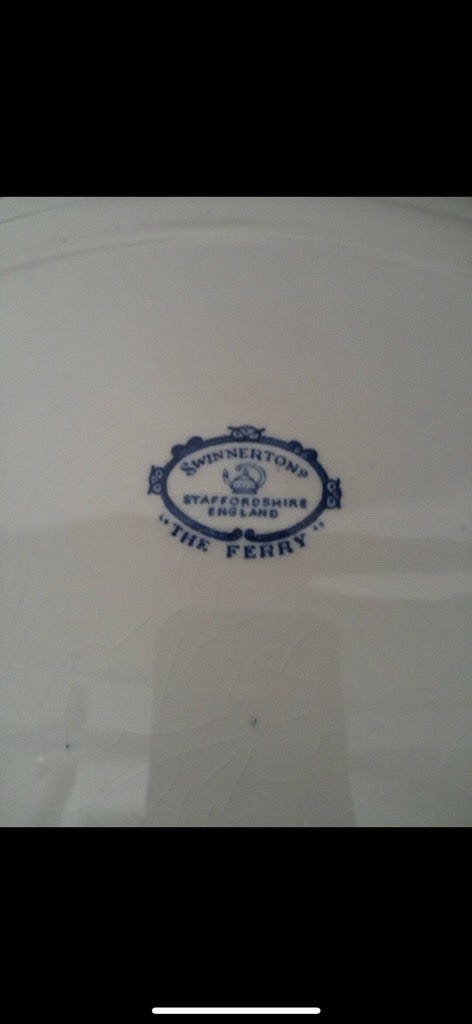 SWINNERTONS
STAFFORDSHIRE
ENGLAND
"THE FERRY"